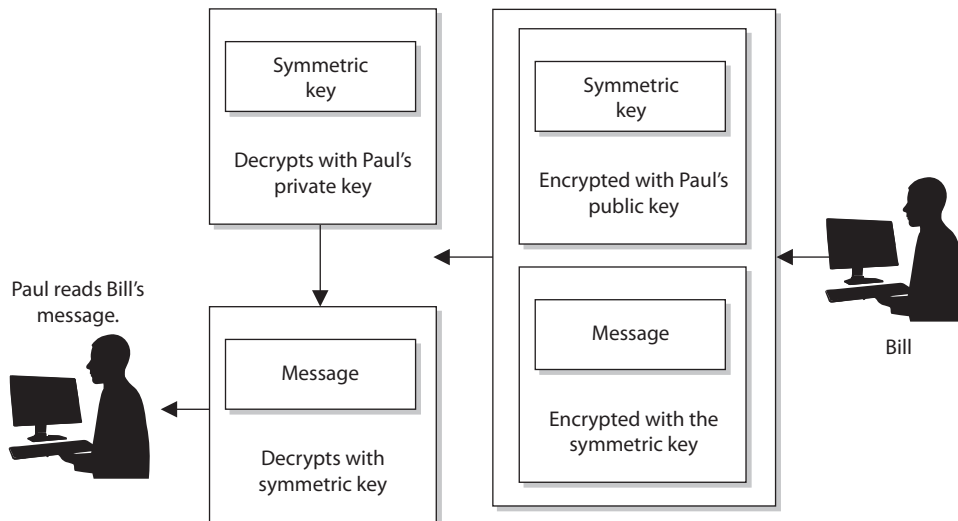 Symmetric
key
Decrypts with Paul's
private key
Symmetric
key
Encrypted with Paul's
public key
Paul reads Bill's
message.
Message
Decrypts with
symmetric key
Message
Encrypted with the
symmetric key
Bill